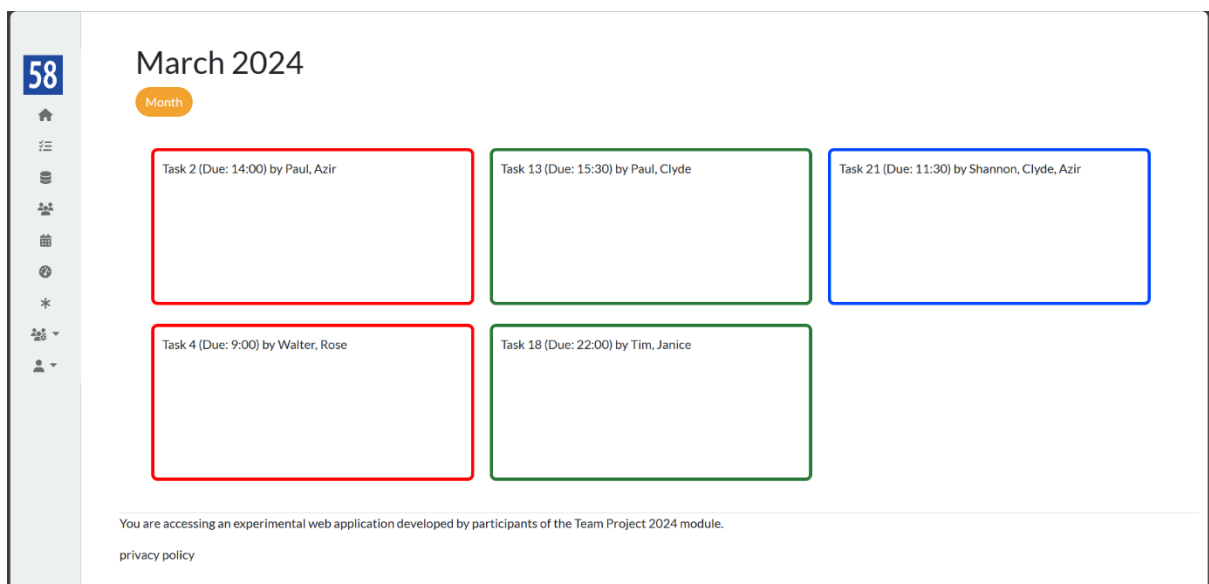 58
March 2024
Month
Task 2 (Due: 14:00) by Paul, Azir
Task 13 (Due: 15:30) by Paul, Clyde
Task 21 (Due: 11:30) by Shannon, Clyde, Azir
Task 4 (Due: 9:00) by Walter, Rose
Task 18 (Due: 22:00) by Tim, Janice
You are accessing an experimental web application developed by participants of the Team Project 2024 module.
privacy policy